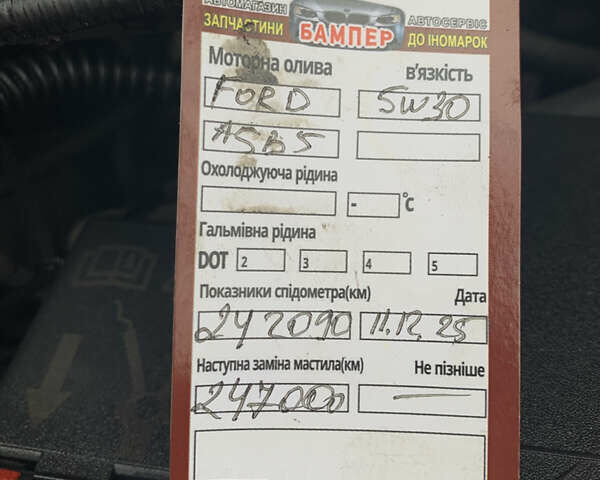 АВТОМАГАЗИН АВТОСЕРВІС
ЗАПЧАСТИНИ БАМПЕР ДО ІНОМАРОК
Моторна олива в'язкість
FORD 5W30
A5B5
Охолоджуюча рідина
- °C
Гальмівна рідина
DOT 2 3 4 5
Показники спідометра(км) Дата
242090 11.12.25
Наступна заміна мастила(км) Не пізніше
247000 —